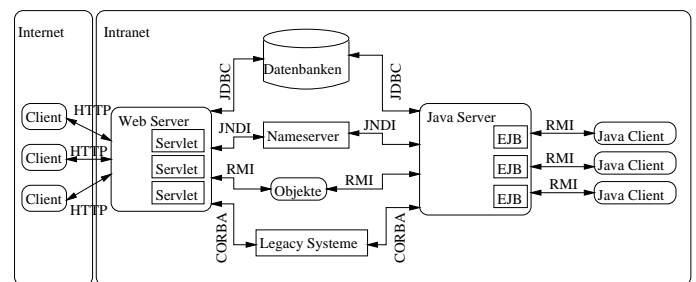 Internet
Intranet
Client
Client
Client
HTTP
HTTP
HTTP
Web Server
Servlet
Servlet
Servlet
JDBC
JNDI
RMI
CORBA
Datenbanken
Nameserver
Objekte
Legacy Systeme
JDBC
JNDI
RMI
CORBA
Java Server
EJB
EJB
EJB
RMI
RMI
RMI
Java Client
Java Client
Java Client